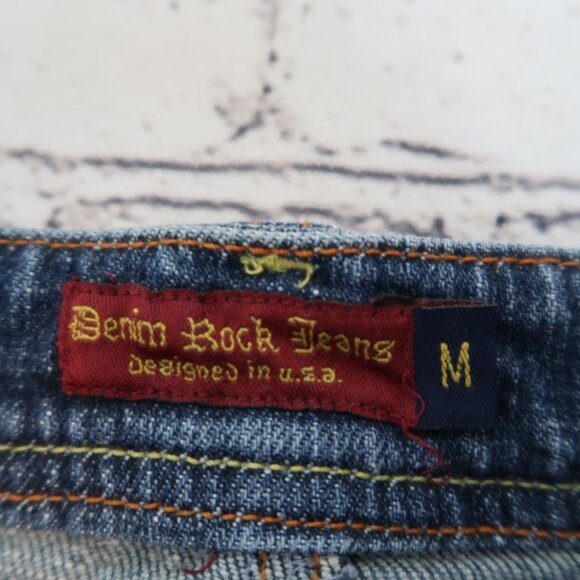 Denim Rock Jeans
Designed in u.s.a.
M